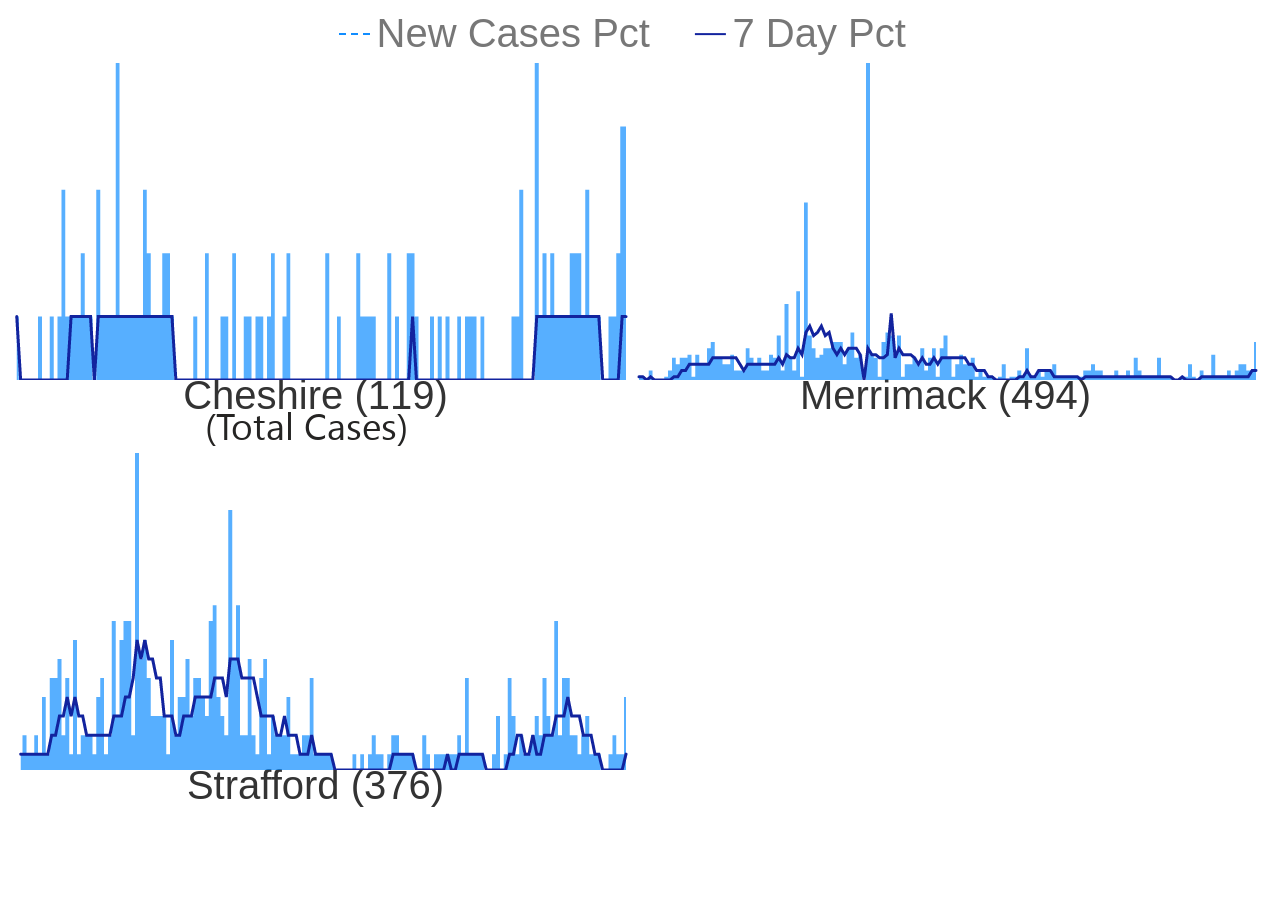 New Cases Pct 7 Day Pct
Cheshire (119) Merrimack (494)
(Total Cases)
Strafford (376)